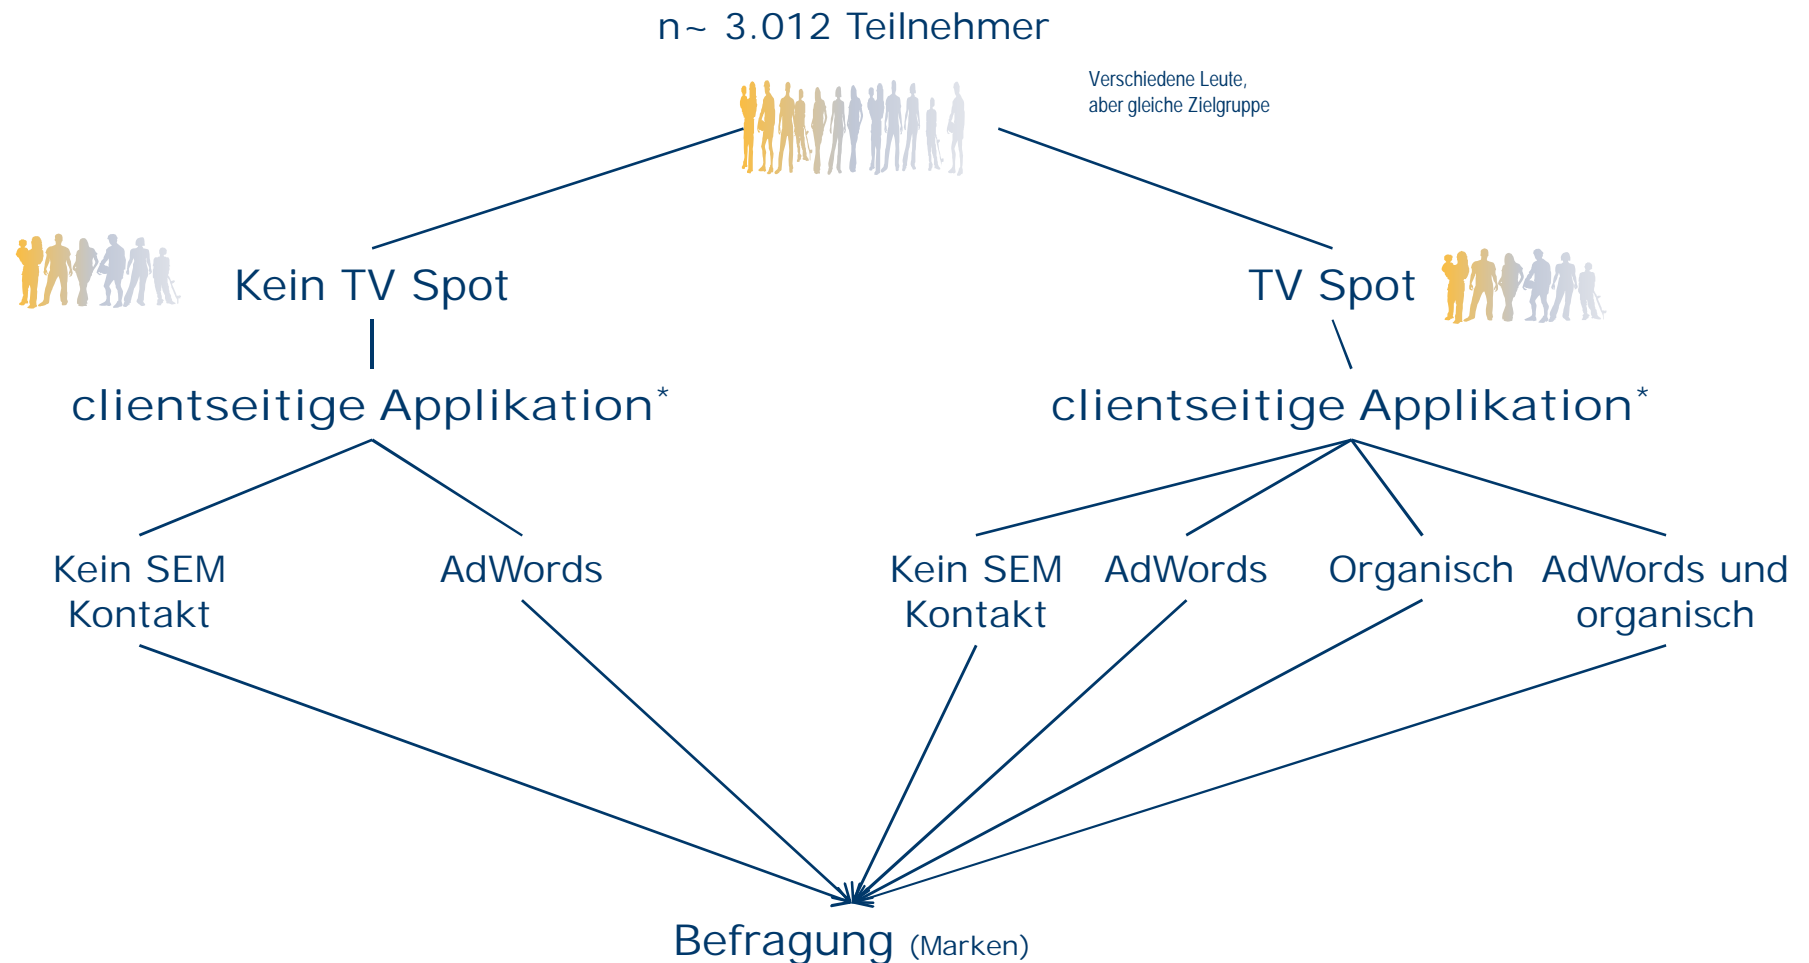 n~ 3.012 Teilnehmer
Verschiedene Leute,
aber gleiche Zielgruppe
Kein TV Spot
TV Spot
clientseitige Applikation*
clientseitige Applikation*
Kein SEM
Kontakt
AdWords
Kein SEM
Kontakt
AdWords
Organisch
AdWords und
organisch
Befragung (Marken)